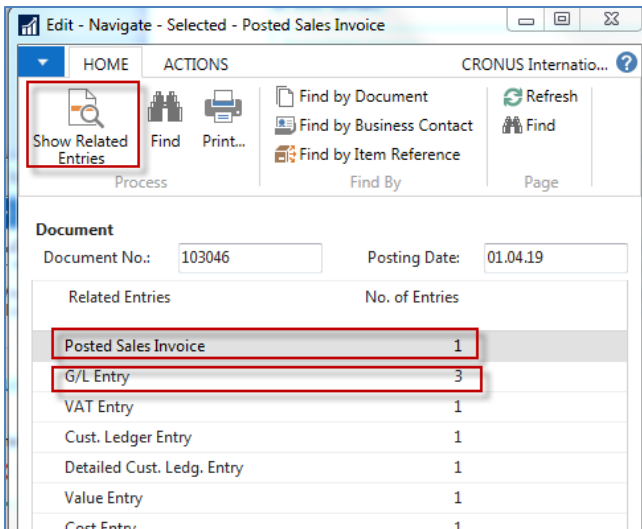 Edit - Navigate - Selected - Posted Sales Invoice
HOME ACTIONS CRONUS Internatio... ?
Show Related Entries
Find
Print...
Find by Document
Find by Business Contact
Find by Item Reference
Refresh
Find
Process Find By Page
Document
Document No.: 103046 Posting Date: 01.04.19
Related Entries No. of Entries
Posted Sales Invoice 1
G/L Entry 3
VAT Entry 1
Cust. Ledger Entry 1
Detailed Cust. Ledg. Entry 1
Value Entry 1
Cost Entry 1